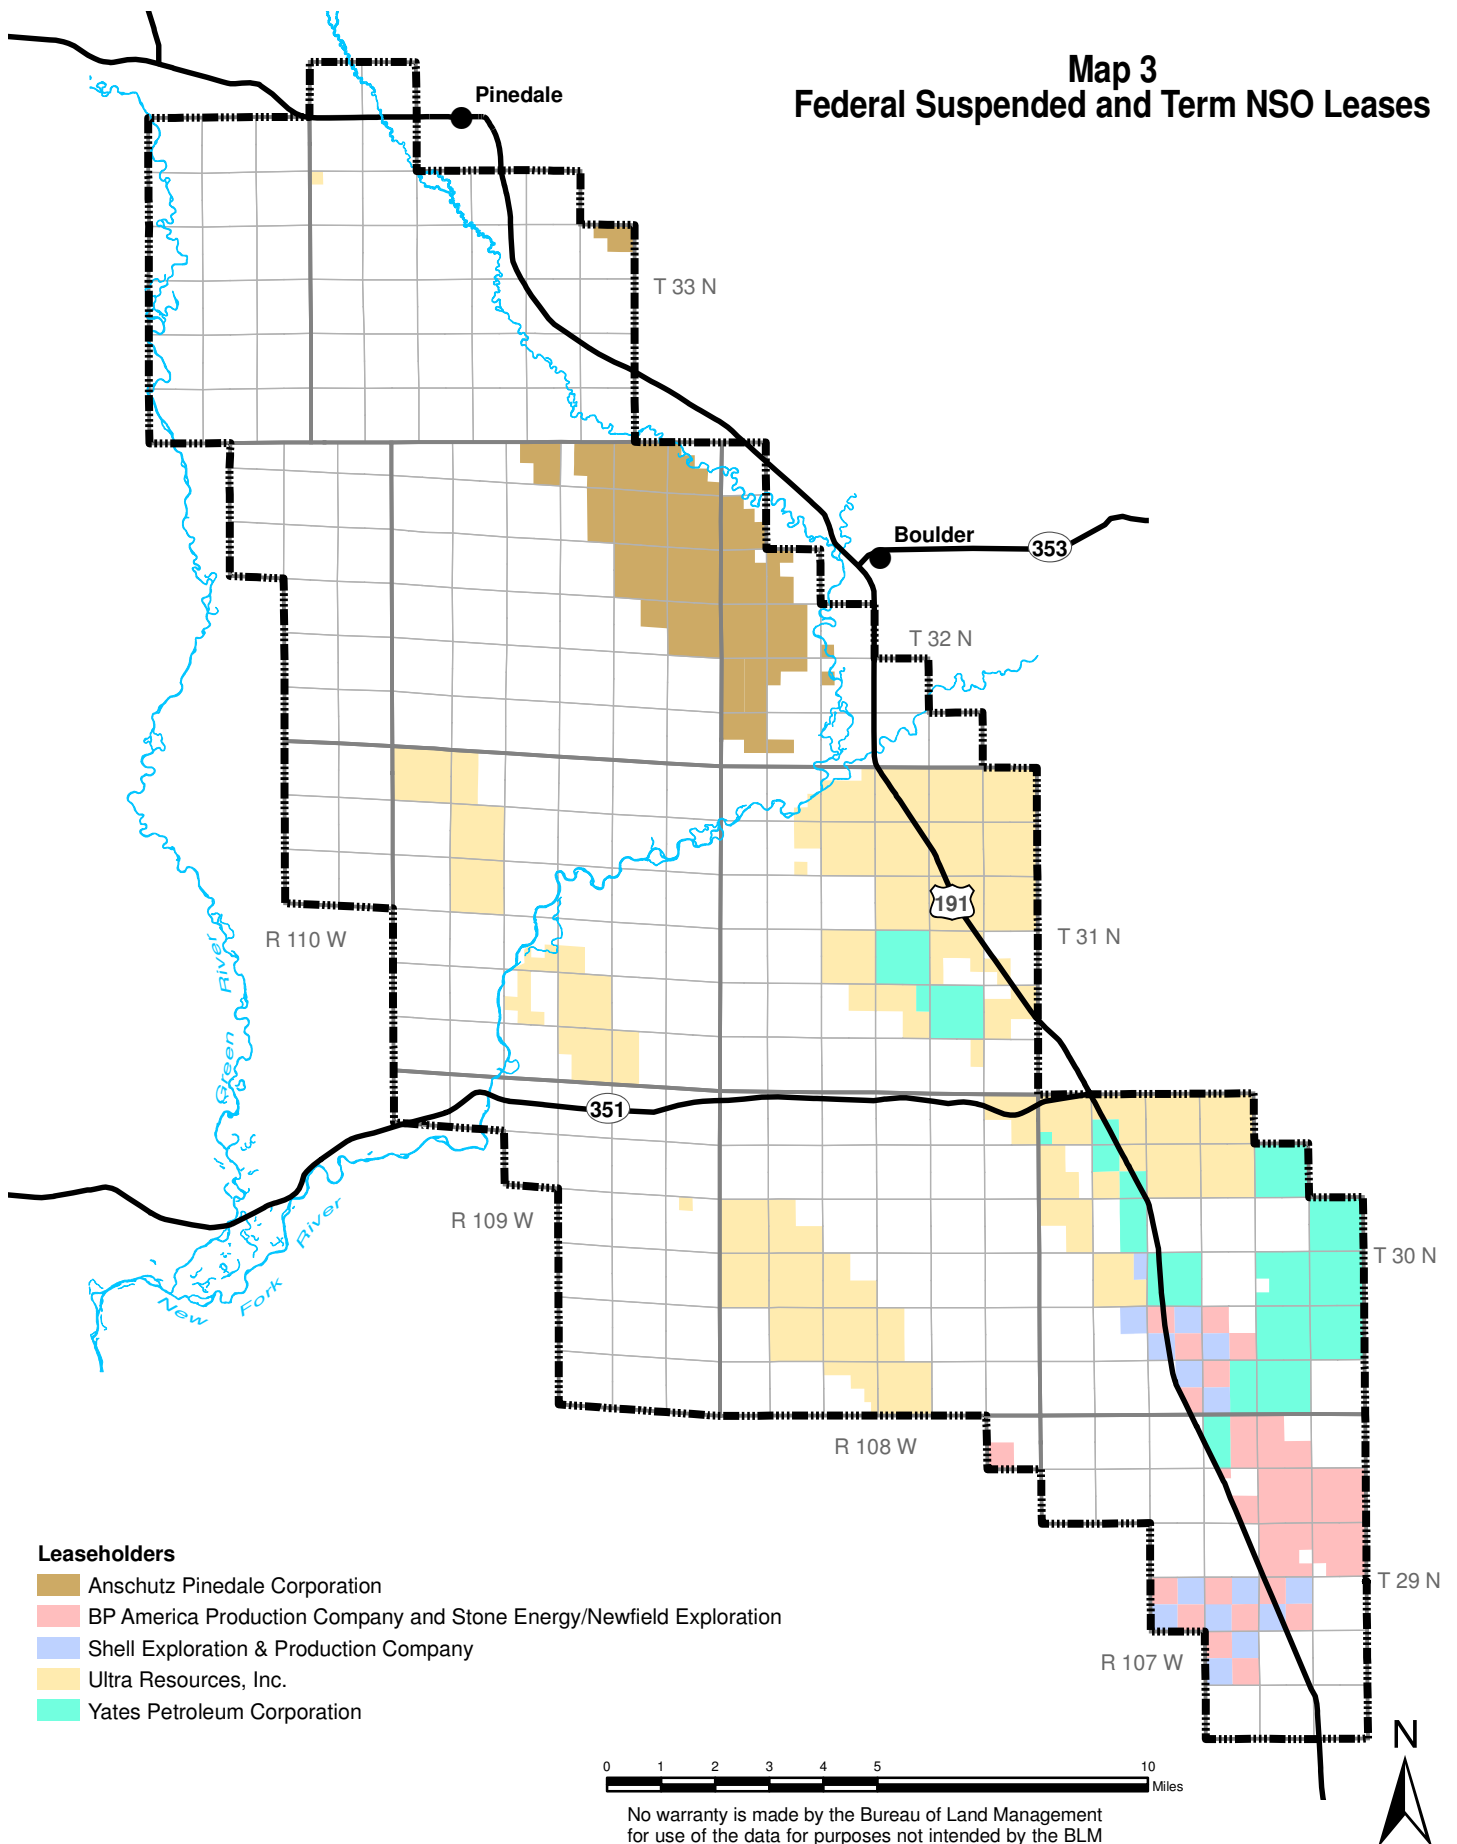 Map 3
Federal Suspended and Term NSO Leases
Pinedale
T 33 N
Boulder
353
T 32 N
191
R 110 W
T 31 N
Green River
351
R 109 W
T 30 N
New Fork River
R 108 W
T 29 N
R 107 W
Leaseholders
Anschutz Pinedale Corporation
BP America Production Company and Stone Energy/Newfield Exploration
Shell Exploration & Production Company
Ultra Resources, Inc.
Yates Petroleum Corporation
N
0 1 2 3 4 5 10
Miles
No warranty is made by the Bureau of Land Management
for use of the data for purposes not intended by the BLM